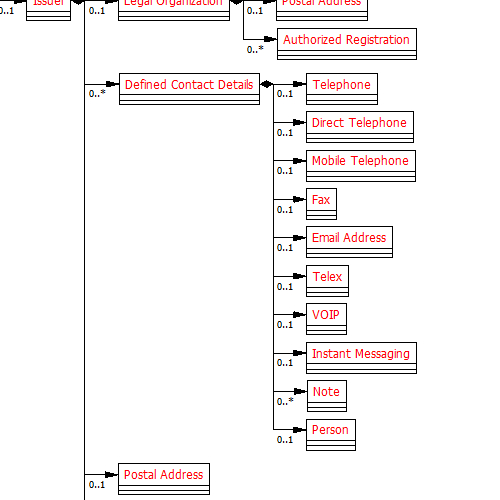 Issuer
Legal Organization
Postal Address
0..1
0..1
0..1
Authorized Registration
0..*
Defined Contact Details
Telephone
0..*
0..1
Direct Telephone
0..1
Mobile Telephone
0..1
Fax
0..1
Email Address
0..1
Telex
0..1
VOIP
0..1
Instant Messaging
0..1
Note
0..*
Person
0..1
Postal Address
0..1